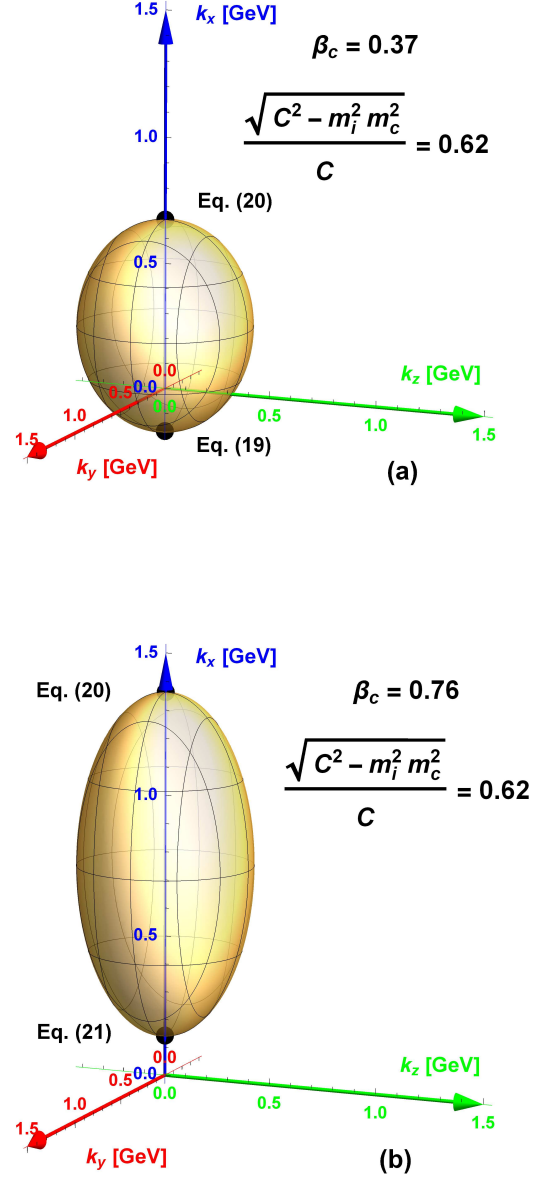 1.5
kₓ [GeV]
β_c = 0.37
√(C² − m_i² m_c²) / C = 0.62
1.0
Eq. (20)
0.5
0.0
0.0
0.5
0.0
1.0
1.5
k_y [GeV]
Eq. (19)
0.5
1.0
1.5
k_z [GeV]
(a)
1.5
kₓ [GeV]
Eq. (20)
β_c = 0.76
√(C² − m_i² m_c²) / C = 0.62
1.0
0.5
Eq. (21)
0.0
0.0
0.5
0.0
1.0
1.5
k_y [GeV]
0.5
1.0
1.5
k_z [GeV]
(b)